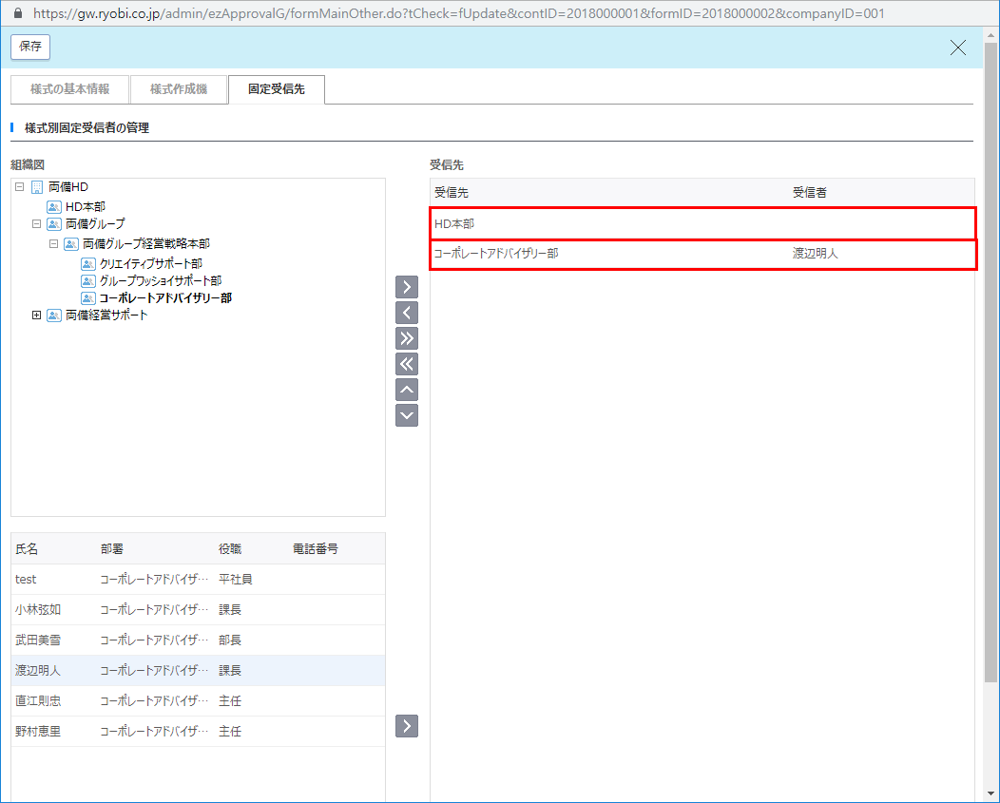 https://gw.ryobi.co.jp/admin/ezApprovalG/formMainOther.do?tCheck=fUpdate&contID=2018000001&formID=2018000002&companyID=001
保存
様式の基本情報 様式作成機 固定受信先
様式別固定受信者の管理
組織図
両備HD
HD本部
両備グループ
両備グループ経営戦略本部
クリエイティブサポート部
グループワッショイサポート部
コーポレートアドバイザリー部
両備経営サポート
受信先
受信先 受信者
HD本部
コーポレートアドバイザリー部 渡辺明人
氏名 部署 役職 電話番号
test コーポレートアドバイザ… 平社員
小林弦如 コーポレートアドバイザ… 課長
武田美雪 コーポレートアドバイザ… 部長
渡辺明人 コーポレートアドバイザ… 課長
直江則忠 コーポレートアドバイザ… 主任
野村恵里 コーポレートアドバイザ… 主任